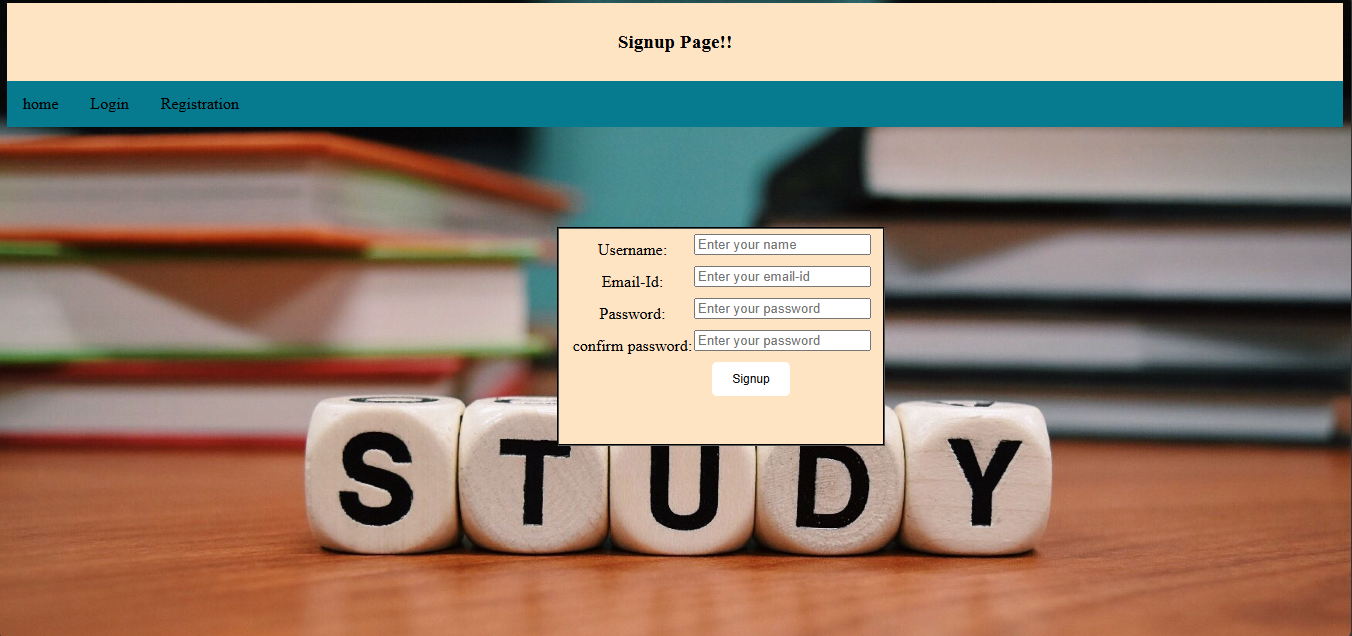 Signup Page!!
home Login Registration
Username: Enter your name
Email-Id: Enter your email-id
Password: Enter your password
confirm password: Enter your password
Signup
STUDY